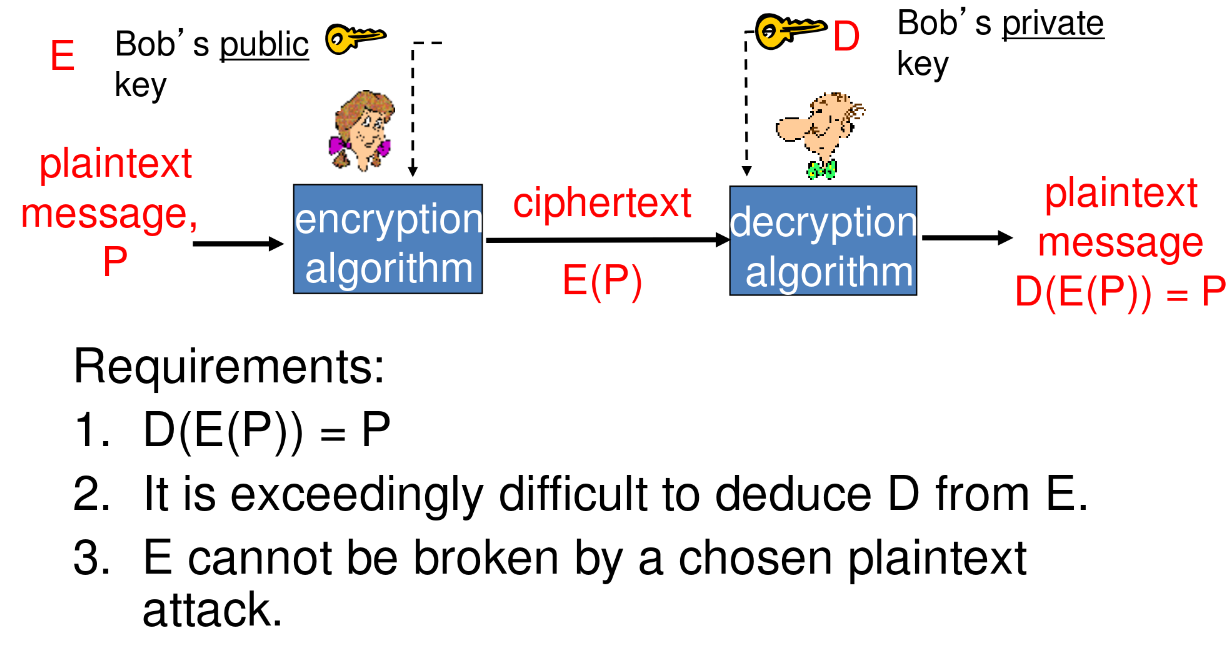 E
Bob’s public
key
D
Bob’s private
key
plaintext
message,
P
encryption
algorithm
ciphertext
E(P)
decryption
algorithm
plaintext
message
D(E(P)) = P
Requirements:
1. D(E(P)) = P
2. It is exceedingly difficult to deduce D from E.
3. E cannot be broken by a chosen plaintext
attack.